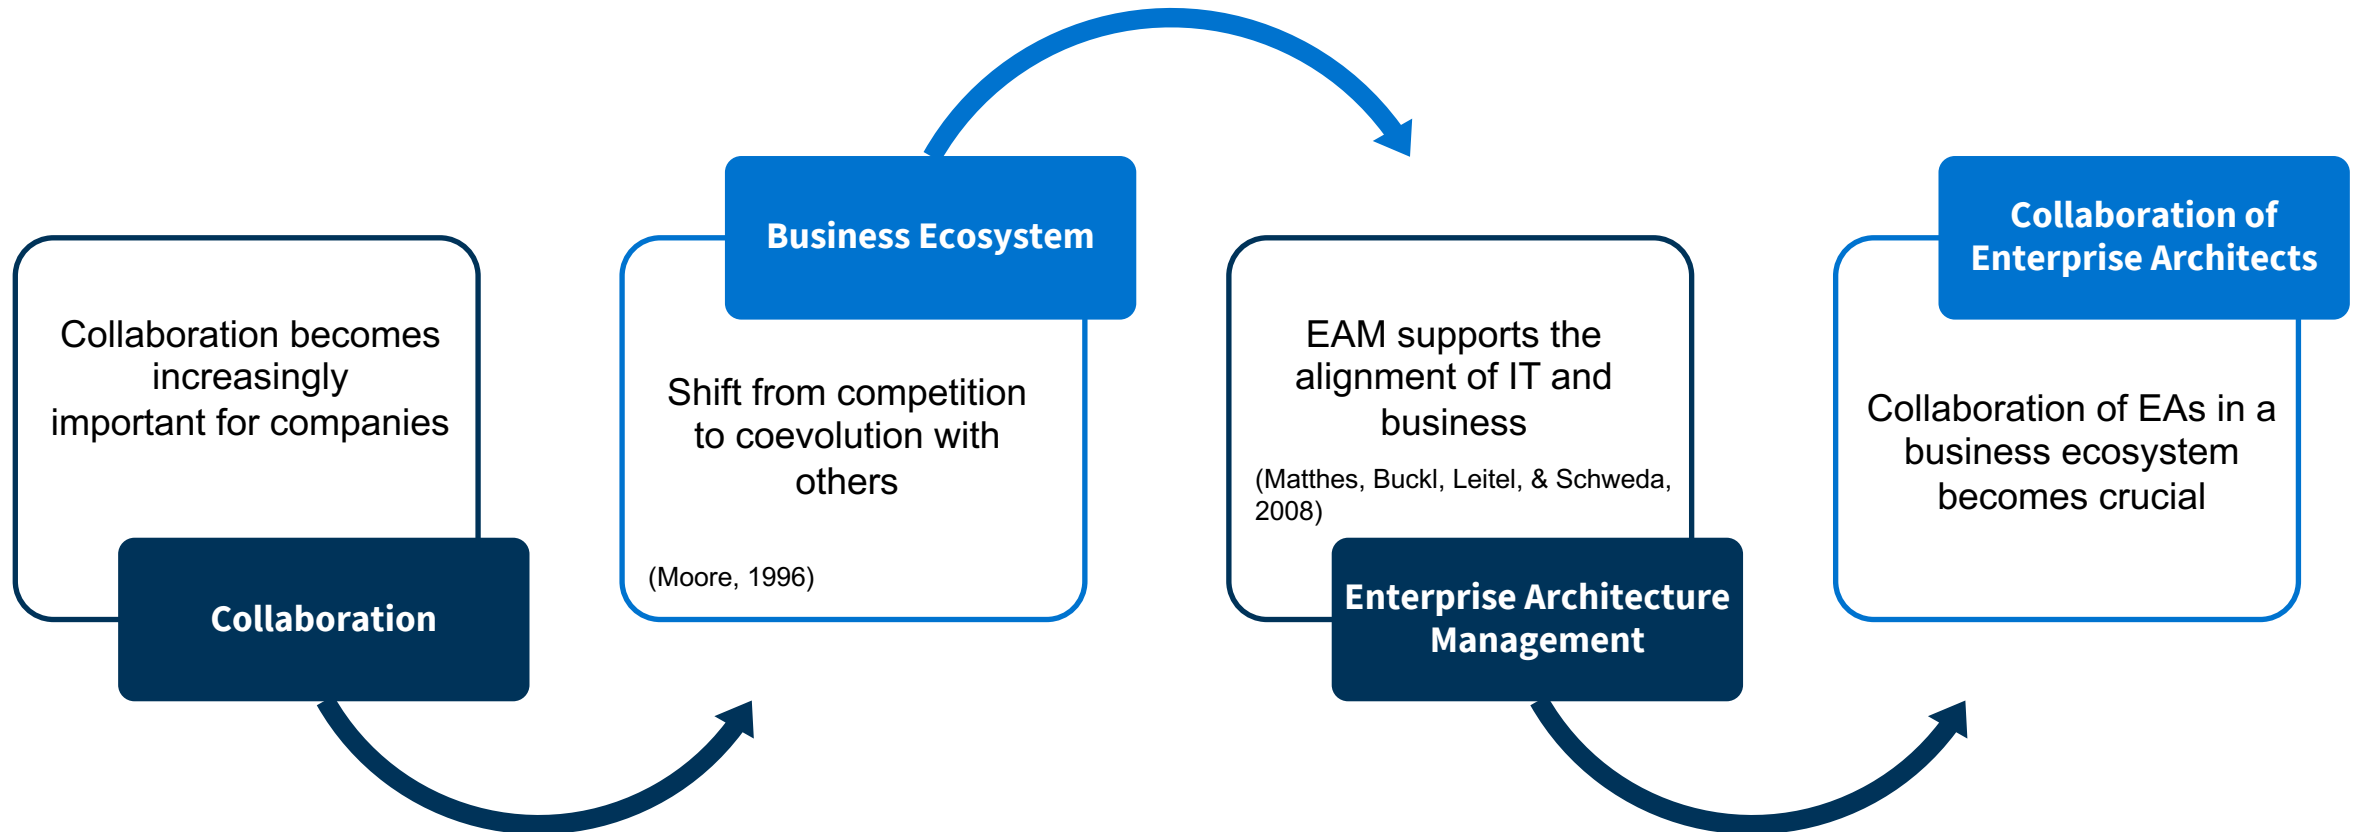 Collaboration becomes
increasingly
important for companies
Collaboration
Business Ecosystem
Shift from competition
to coevolution with
others
(Moore, 1996)
EAM supports the
alignment of IT and
business
(Matthes, Buckl, Leitel, & Schweda,
2008)
Enterprise Architecture
Management
Collaboration of
Enterprise Architects
Collaboration of EAs in a
business ecosystem
becomes crucial